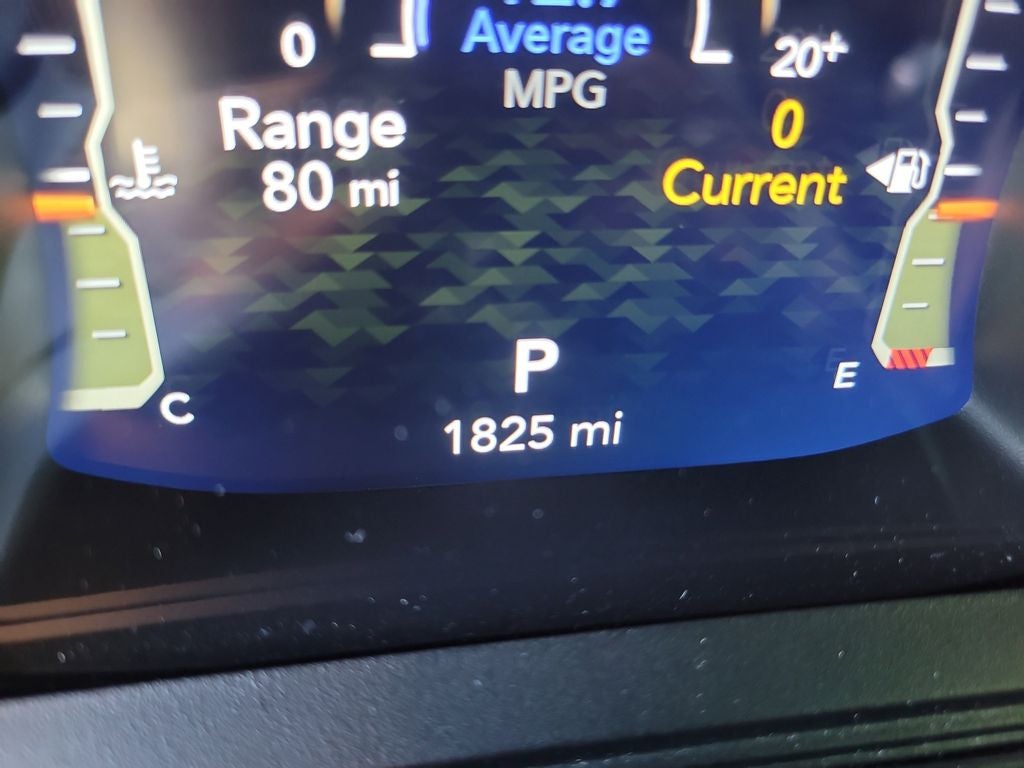 0
Average
20+
MPG
Range
0
80 mi
Current
P
E
C
1825 mi